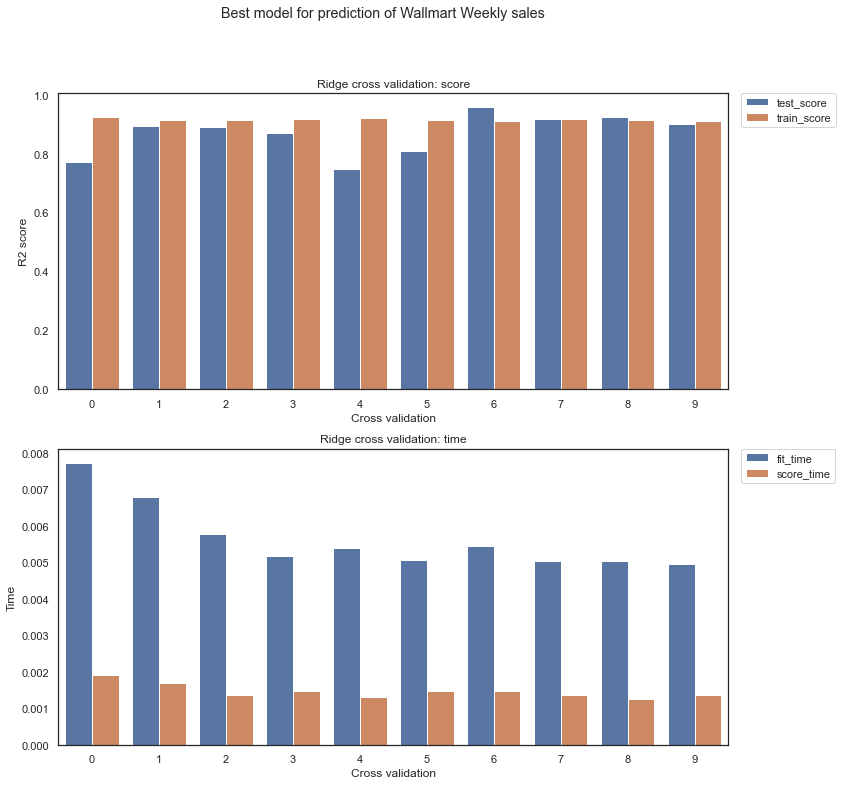 Best model for prediction of Wallmart Weekly sales
Ridge cross validation: score
test_score
train_score
R2 score
1.0
0.8
0.6
0.4
0.2
0.0
0 1 2 3 4 5 6 7 8 9
Cross validation
Ridge cross validation: time
fit_time
score_time
Time
0.008
0.007
0.006
0.005
0.004
0.003
0.002
0.001
0.000
0 1 2 3 4 5 6 7 8 9
Cross validation